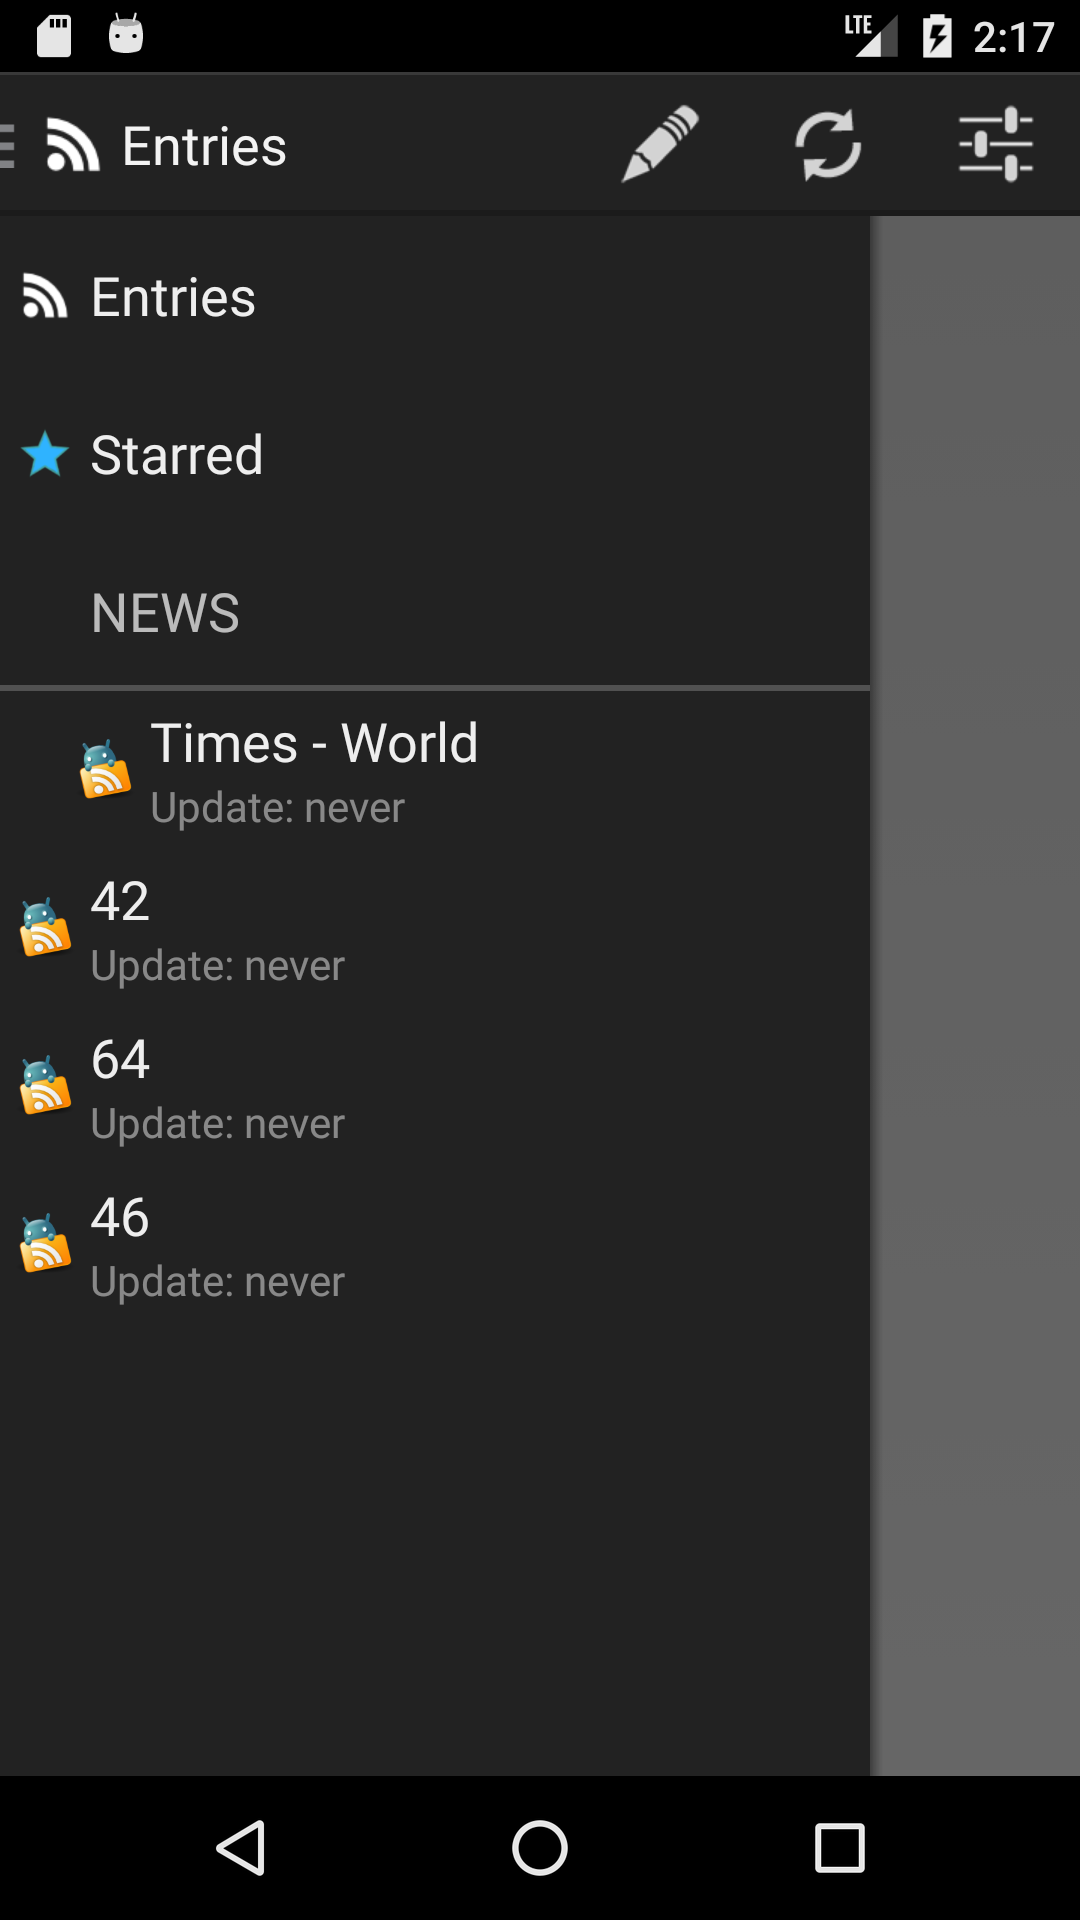 LTE 2:17
Entries
Entries
Starred
NEWS
Times - World
Update: never
42
Update: never
64
Update: never
46
Update: never